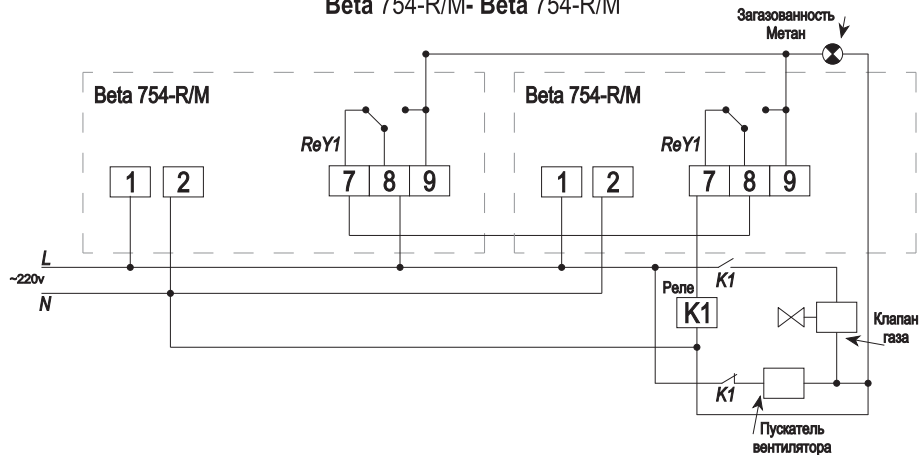 Beta 754-R/M- Beta 754-R/M
Загазованность
Метан
Beta 754-R/M
Beta 754-R/M
ReY1
ReY1
1 2 7 8 9 1 2 7 8 9
L
~220v
N
K1
Реле
K1
Клапан
газа
K1
Пускатель
вентилятора